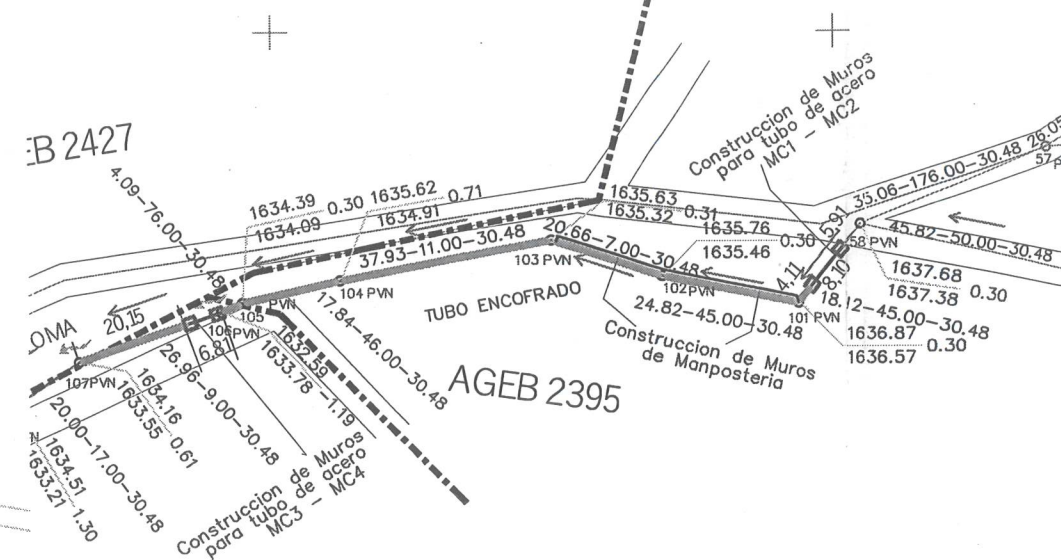 EB 2427
4.09-76.00-30.48
1634.39
1634.09
0.30
1635.62
1634.91
0.71
37.93-11.00-30.48
Construccion de Muros
para tubo de acero
MC1 - MC2
1635.63
1635.32
0.31
1635.76
1635.46
0.30
20.66-7.00-30.48
103 PVN
102PVN
35.06-176.00-30.48
26.05
57
5,91
58 PVN
45.82-50.00-30.48
4,11
8,10
1637.68
1637.38
0.30
18.12-45.00-30.48
101 PVN
1636.87
1636.57
0.30
24.82-45.00-30.48
104 PVN
TUBO ENCOFRADO
Construccion de Muros
de Manposteria
17.84-46.00-30.48
AGEB 2395
LOMA
20,15
105
PVN
106PVN
6.81
1632.59
1633.78
-1.19
107PVN
26.96-9.00-30.48
1634.16
1633.55
0.61
20.00-17.00-30.48
N
1634.51
1633.21
1.30
Construccion de Muros
para tubo de acero
MC3 - MC4